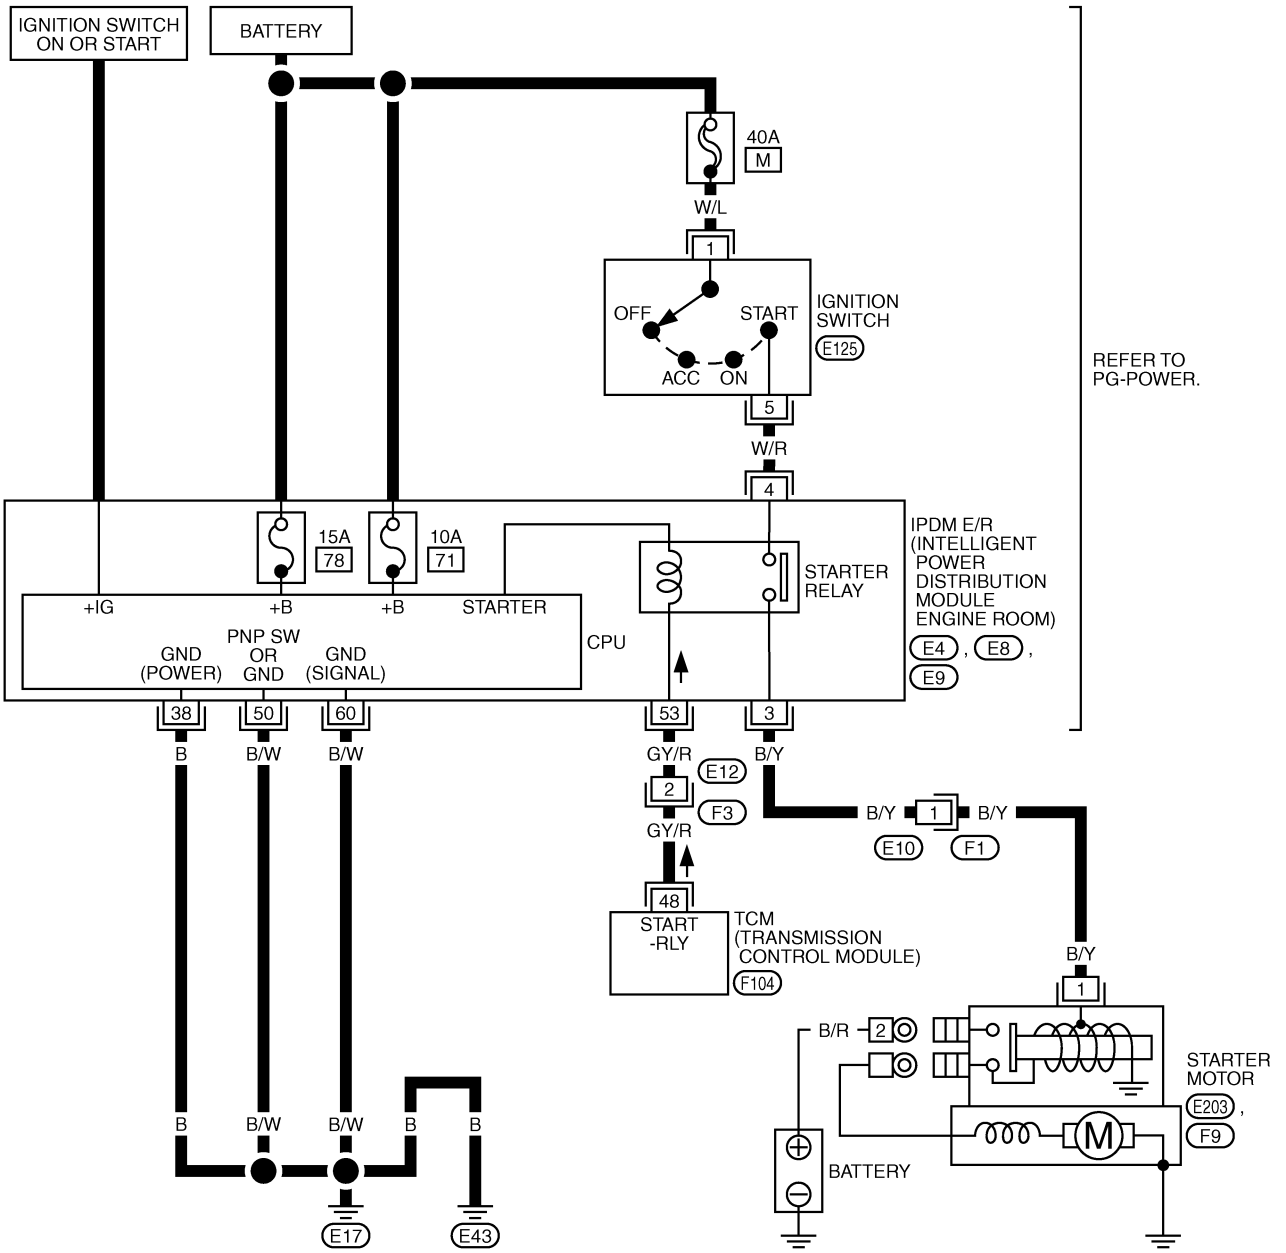 IGNITION SWITCH
ON OR START
BATTERY
40A
M
W/L
1
OFF
START
ACC
ON
IGNITION
SWITCH
E125
5
W/R
4
REFER TO
PG-POWER.
15A
78
10A
71
STARTER
RELAY
IPDM E/R
(INTELLIGENT
POWER
DISTRIBUTION
MODULE
ENGINE ROOM)
E4 , E8 ,
E9
+IG
+B
+B
STARTER
CPU
GND
(POWER)
PNP SW
OR
GND
GND
(SIGNAL)
38
50
60
53
3
B
B/W
B/W
GY/R
B/Y
E12
2
F3
GY/R
B/Y
1
B/Y
E10
F1
48
START
-RLY
TCM
(TRANSMISSION
CONTROL MODULE)
F104
B/Y
1
B/R
2
STARTER
MOTOR
E203 ,
F9
M
BATTERY
B
B/W
B/W
B
B
E17
E43